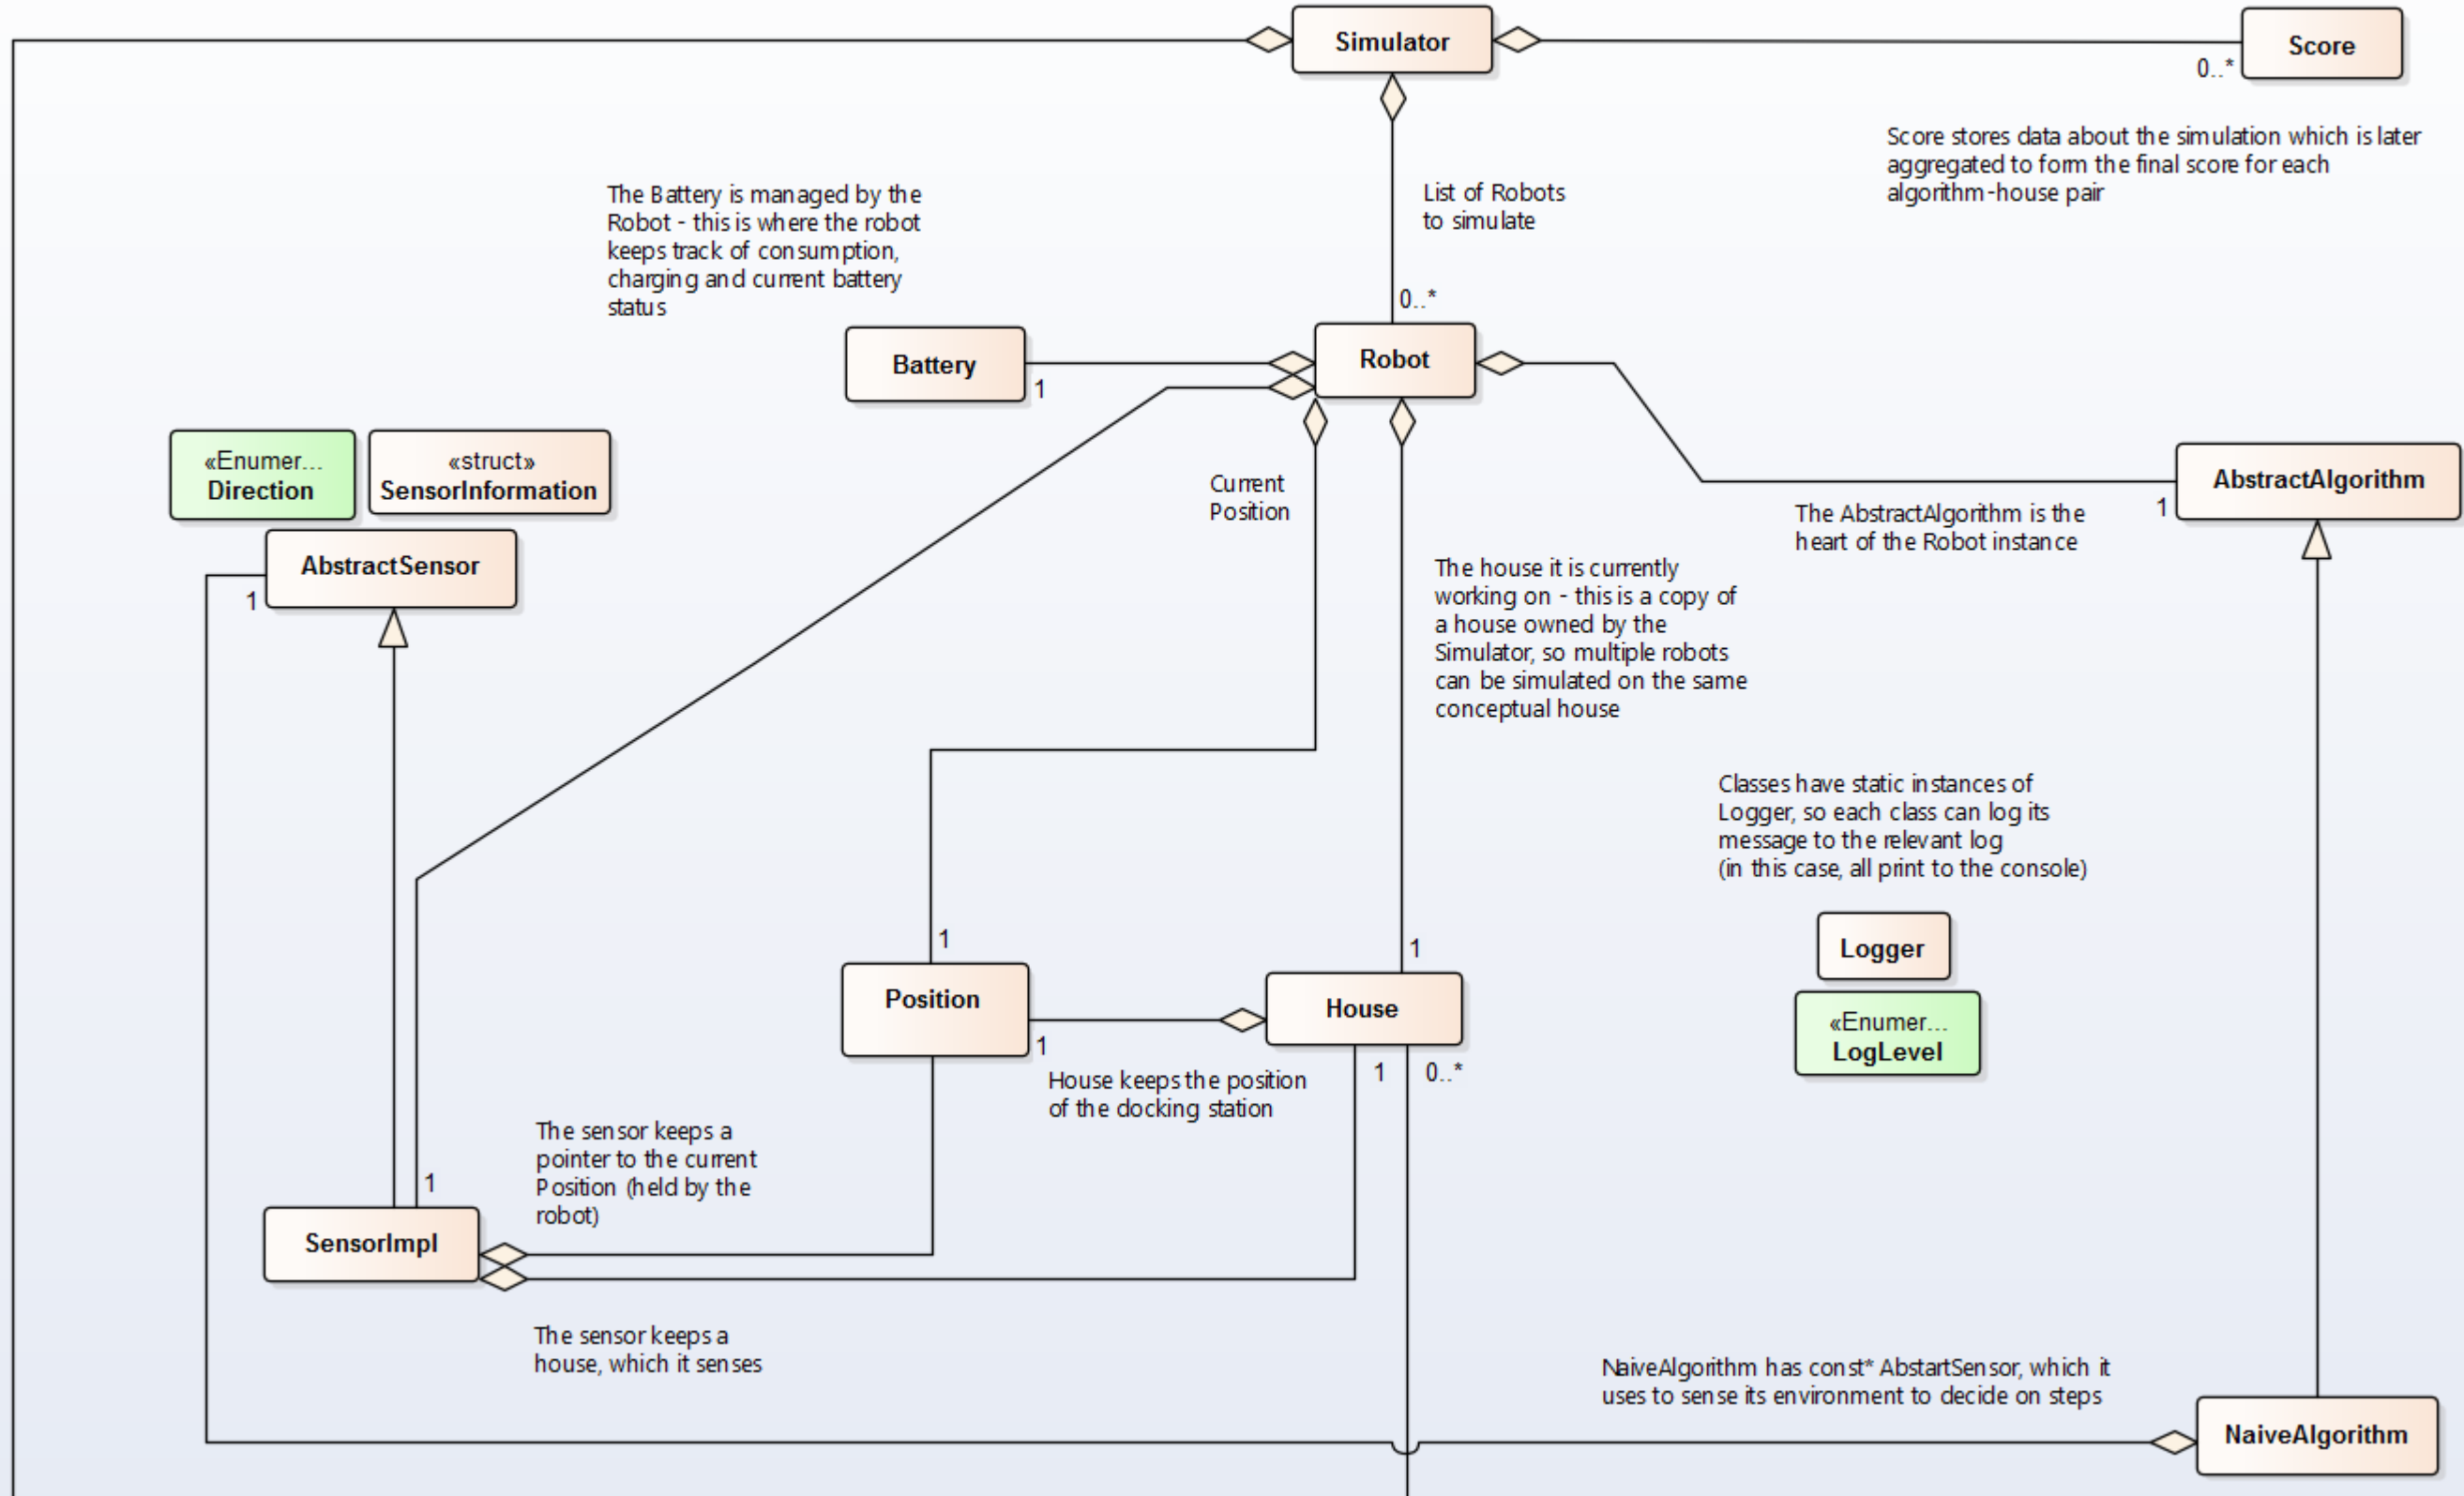 Simulator
Score
0..*
Score stores data about the simulation which is later
aggregated to form the final score for each
algorithm-house pair
The Battery is managed by the
Robot - this is where the robot
keeps track of consumption,
charging and current battery
status
List of Robots
to simulate
0..*
Battery
1
Robot
«Enumer...
Direction
«struct»
SensorInformation
AbstractSensor
1
Current
Position
AbstractAlgorithm
1
The AbstractAlgorithm is the
heart of the Robot instance
The house it is currently
working on - this is a copy of
a house owned by the
Simulator, so multiple robots
can be simulated on the same
conceptual house
Classes have static instances of
Logger, so each class can log its
message to the relevant log
(in this case, all print to the console)
Logger
«Enumer...
LogLevel
1
Position
1
1
House
1
0..*
House keeps the position
of the docking station
The sensor keeps a
pointer to the current
Position (held by the
robot)
1
SensorImpl
The sensor keeps a
house, which it senses
NaiveAlgorithm has const* AbstartSensor, which it
uses to sense its environment to decide on steps
NaiveAlgorithm